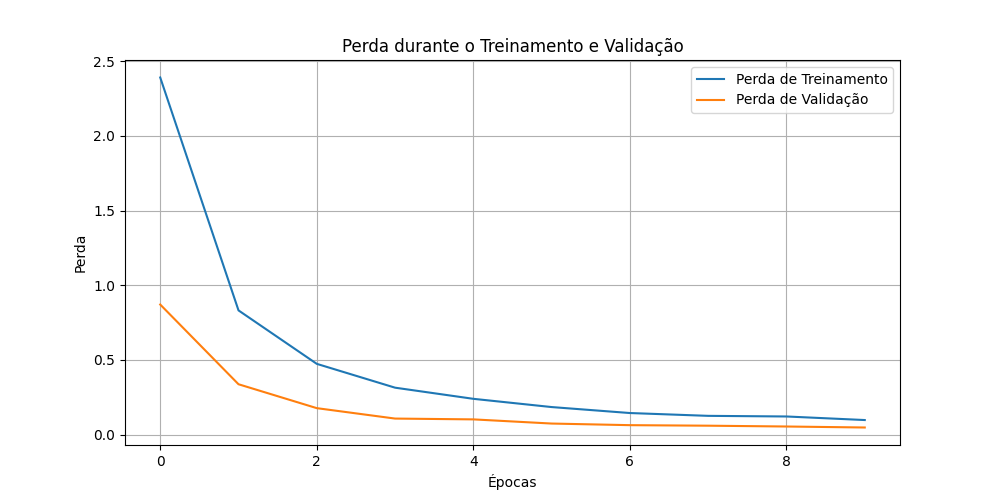 Perda durante o Treinamento e Validação
Perda de Treinamento
Perda de Validação
2.5
2.0
1.5
1.0
0.5
0.0
Perda
0 2 4 6 8
Épocas